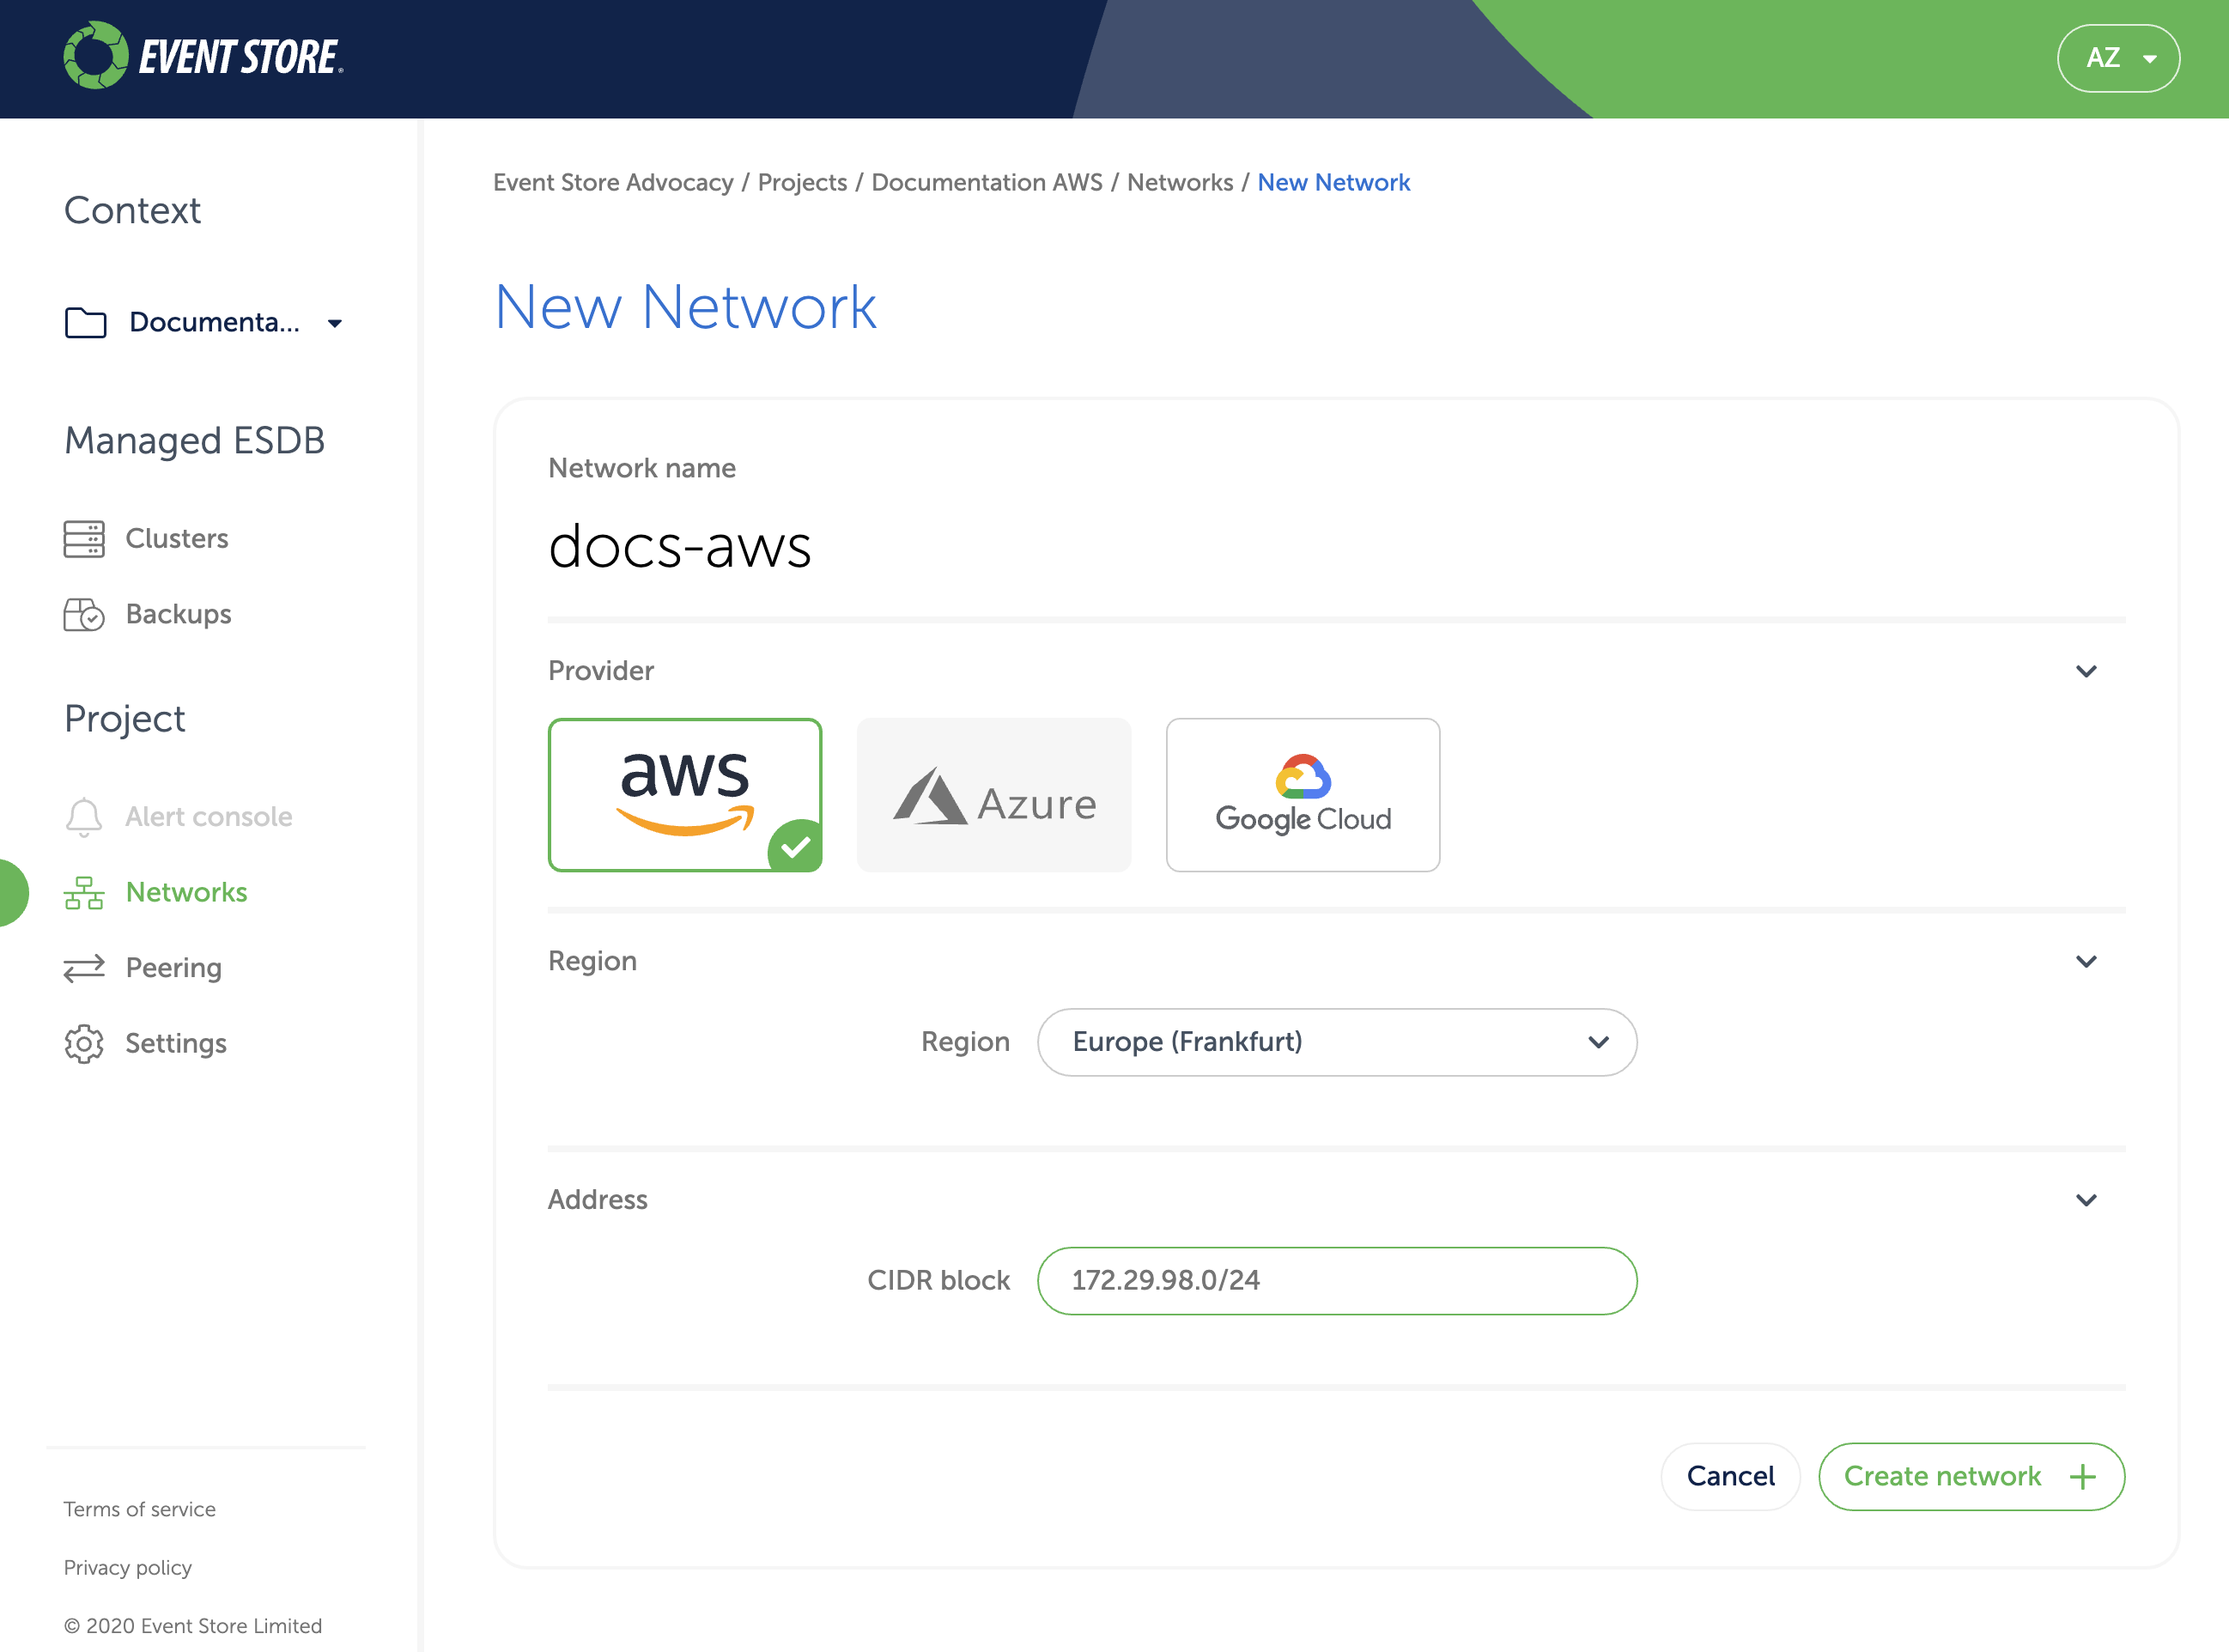 EVENT STORE®
AZ
Context
Documenta...
Managed ESDB
Clusters
Backups
Project
Alert console
Networks
Peering
Settings
Terms of service
Privacy policy
© 2020 Event Store Limited
Event Store Advocacy / Projects / Documentation AWS / Networks / New Network
New Network
Network name
docs-aws
Provider
aws
Azure
Google Cloud
Region
Region Europe (Frankfurt)
Address
CIDR block 172.29.98.0/24
Cancel
Create network +